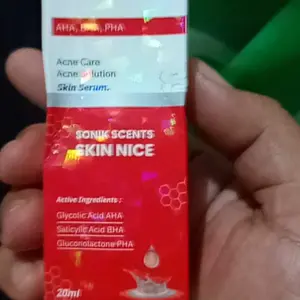 AHA, BHA, PHA
Acne Care
Acne Solution
Skin Serum.
SONIK SCENTS
SKIN NICE
Active Ingredients :
Glycolic Acid AHA
Salicylic Acid BHA
Gluconolactone PHA
20ml